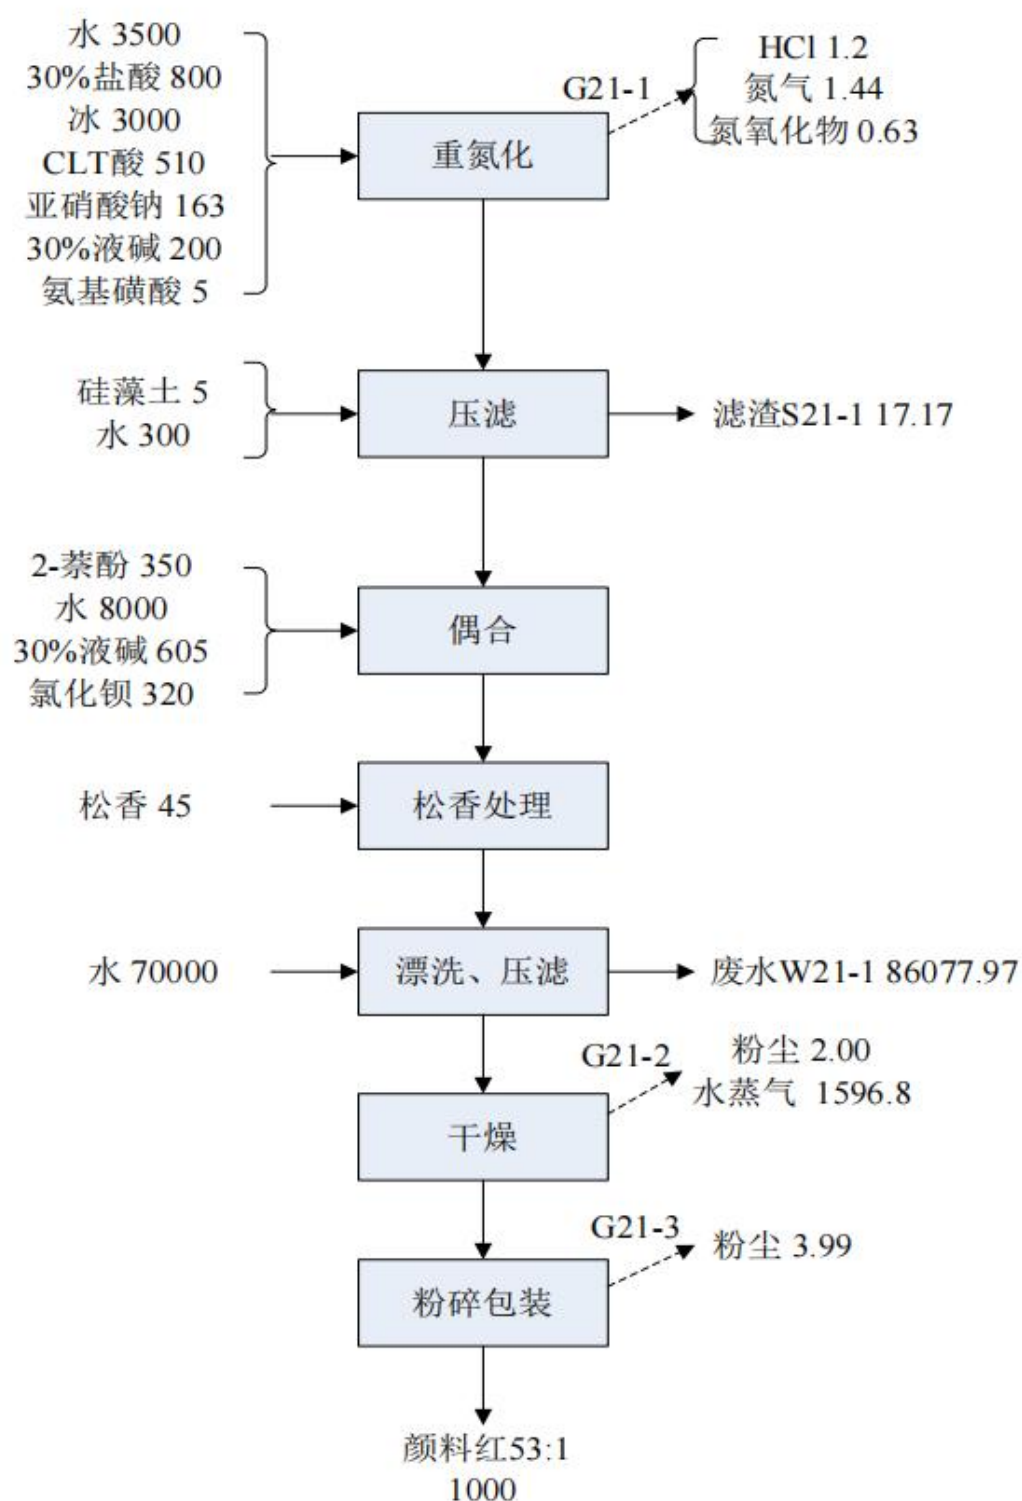 水 3500
30%盐酸 800
冰 3000
CLT酸 510
亚硝酸钠 163
30%液碱 200
氨基磺酸 5
重氮化
G21-1
HCl 1.2
氮气 1.44
氮氧化物 0.63
硅藻土 5
水 300
压滤
滤渣S21-1 17.17
2-萘酚 350
水 8000
30%液碱 605
氯化钡 320
偶合
松香 45
松香处理
水 70000
漂洗、压滤
废水W21-1 86077.97
G21-2
粉尘 2.00
水蒸气 1596.8
干燥
G21-3
粉尘 3.99
粉碎包装
颜料红53:1
1000